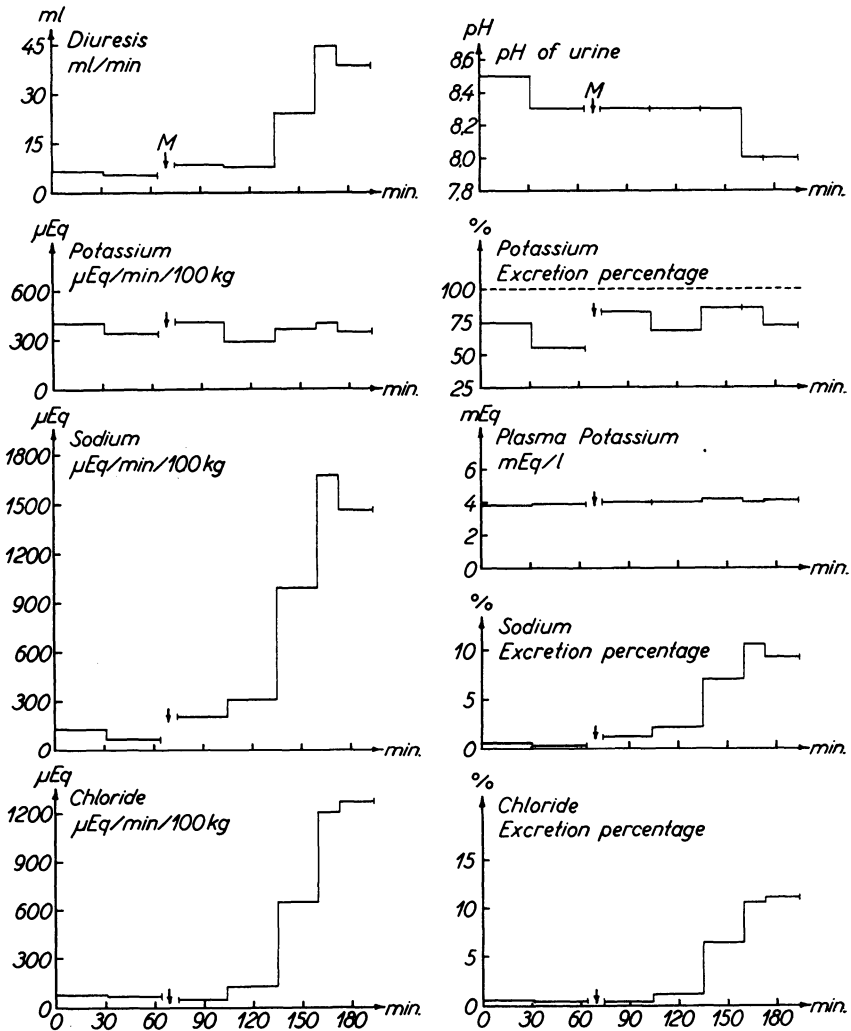 ml
Diuresis
ml/min
45
30
15
0
M
min.
pH
pH of urine
8,6
8.4
8,2
8.0
7.8
M
min.
µEq
Potassium
µEq/min/100 kg
600
300
0
min.
%
Potassium
Excretion percentage
100
75
50
25
min.
µEq
Sodium
µEq/min/100 kg
1800
1500
1200
900
600
300
0
min.
mEq
Plasma Potassium
mEq/l
6
4
2
0
min.
%
Sodium
Excretion percentage
10
5
0
min.
µEq
Chloride
µEq/min/100 kg
1200
900
600
300
0
0 30 60 90 120 150 180
min.
%
Chloride
Excretion percentage
15
10
5
0
0 30 60 90 120 150 180
min.